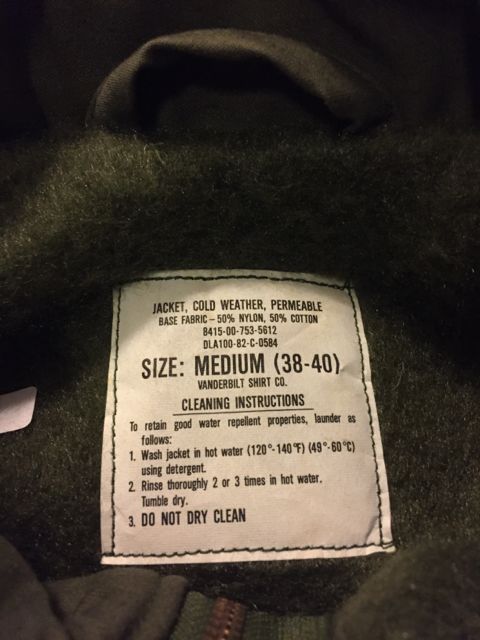 JACKET, COLD WEATHER, PERMEABLE
BASE FABRIC – 50% NYLON, 50% COTTON
8415-00-753-5612
DLA100-82-C-0584
SIZE: MEDIUM (38-40)
VANDERBILT SHIRT CO.
CLEANING INSTRUCTIONS
To retain good water repellent properties, launder as
follows:
1. Wash jacket in hot water (120°-140°F) (49°-60°C)
using detergent.
2. Rinse thoroughly 2 or 3 times in hot water.
Tumble dry.
3. DO NOT DRY CLEAN